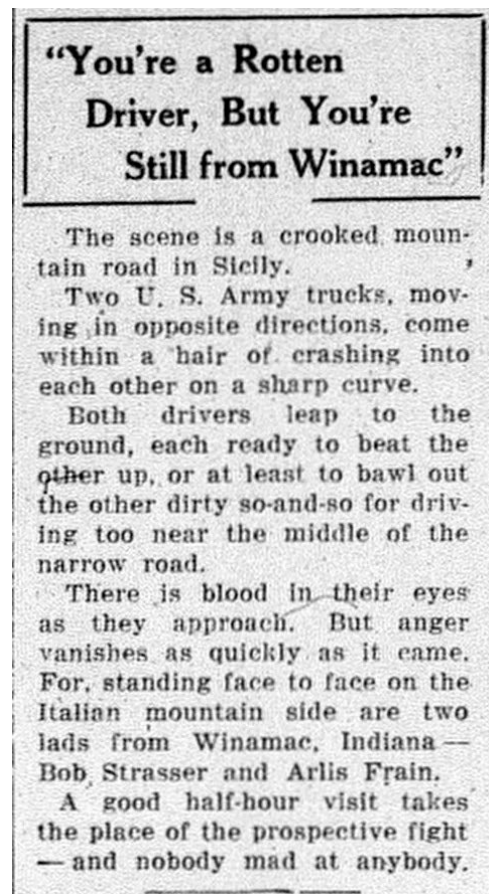 “You’re a Rotten
Driver, But You’re
Still from Winamac”
The scene is a crooked moun-
tain road in Sicily.
Two U. S. Army trucks, mov-
ing in opposite directions, come
within a hair of crashing into
each other on a sharp curve.
Both drivers leap to the
ground, each ready to beat the
other up, or at least to bawl out
the other dirty so-and-so for driv-
ing too near the middle of the
narrow road.
There is blood in their eyes
as they approach. But anger
vanishes as quickly as it came.
For, standing face to face on the
Italian mountain side are two
lads from Winamac, Indiana—
Bob Strasser and Arlis Frain.
A good half-hour visit takes
the place of the prospective fight
—and nobody mad at anybody.